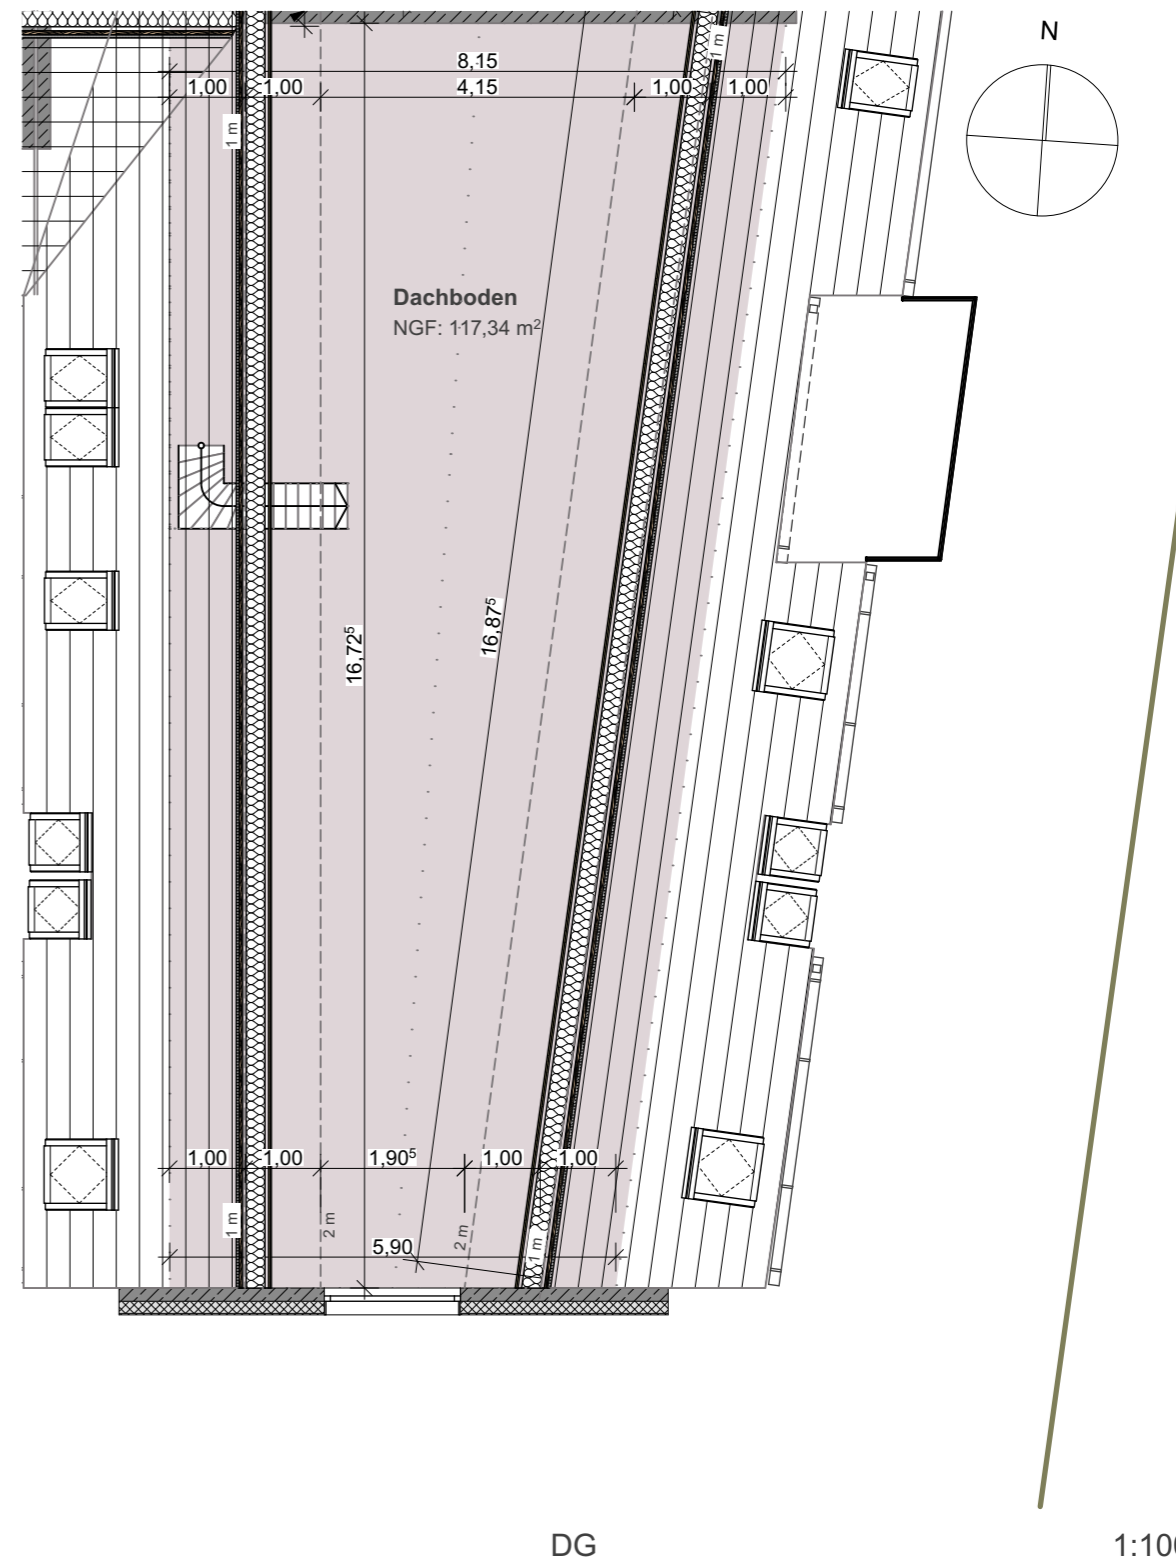 N
1 m
8,15
1,00 1,00 4,15 1,00 1,00
1 m
Dachboden
NGF: 117,34 m²
16,72⁵
16,87⁵
1,00 1,00 1,90⁵ 1,00 1,00
1 m
2 m
2 m
1 m
5,90
DG